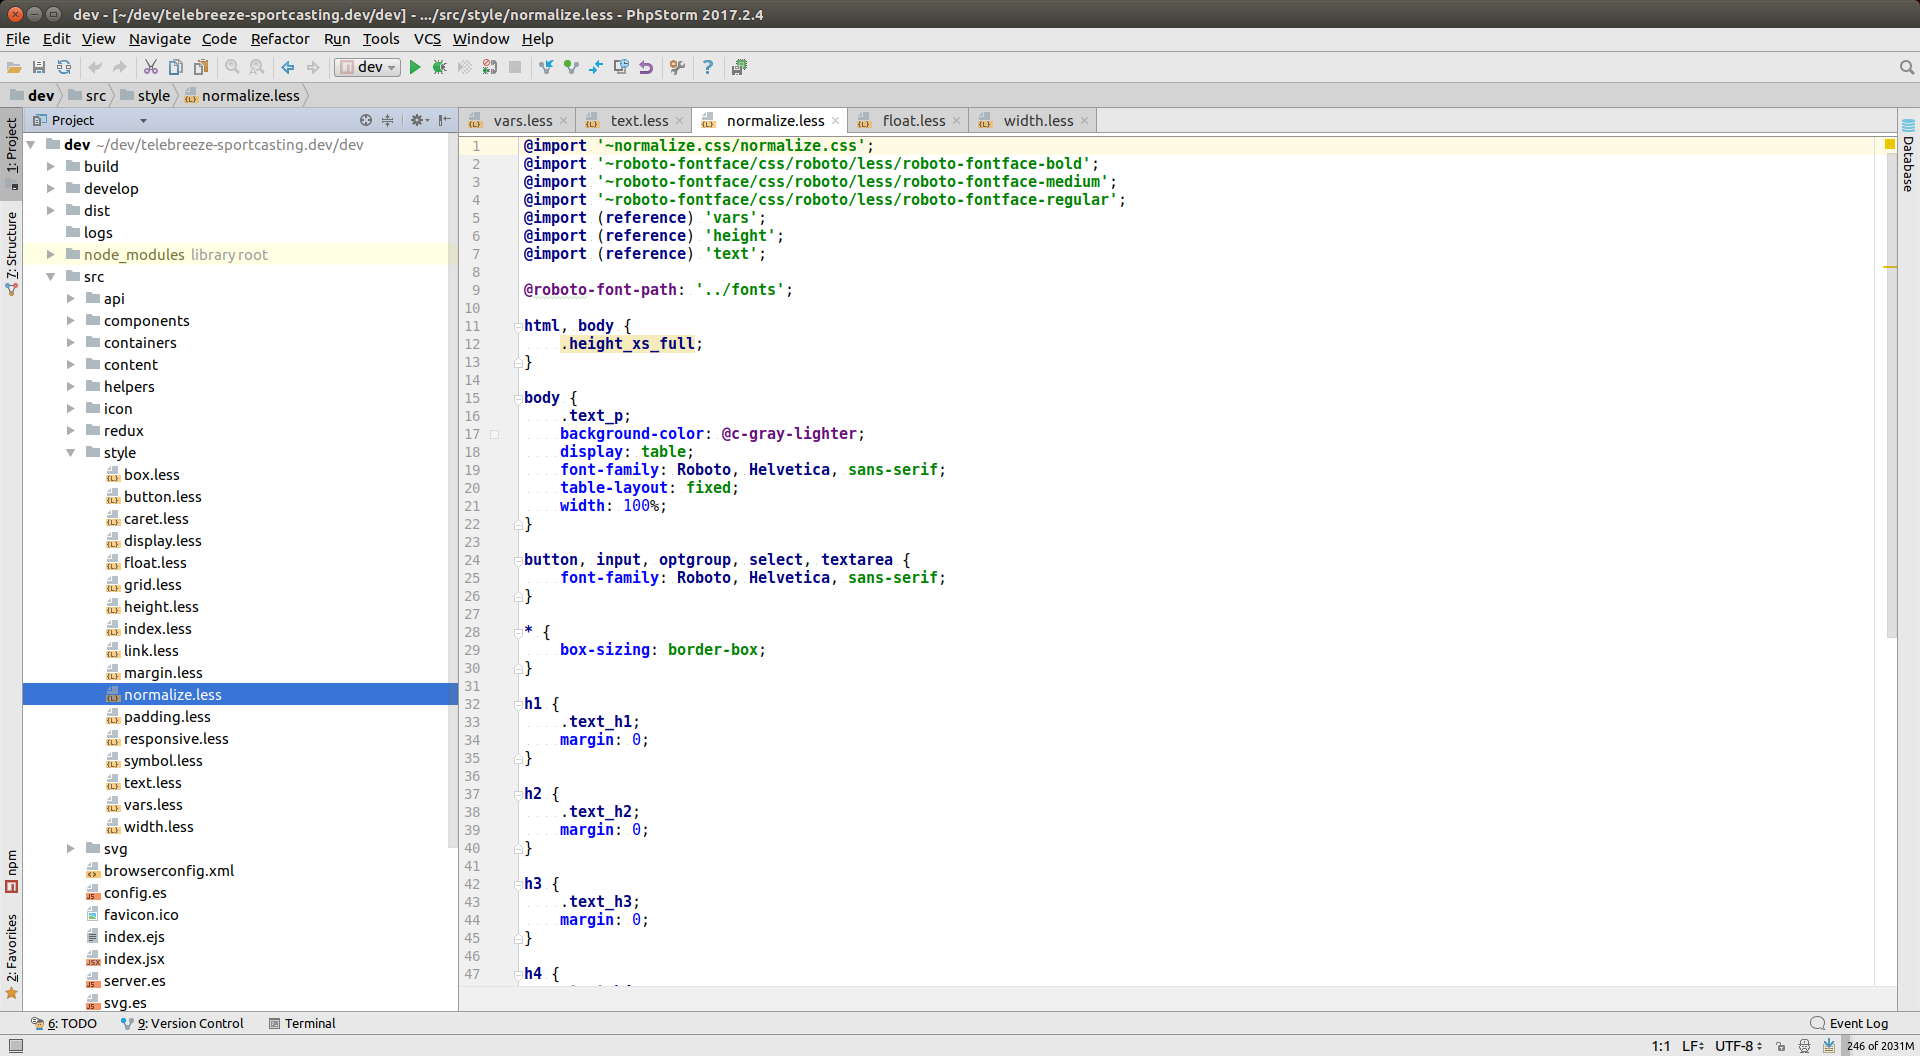 dev - [~/dev/telebreeze-sportcasting.dev/dev] - .../src/style/normalize.less - PhpStorm 2017.2.4
File Edit View Navigate Code Refactor Run Tools VCS Window Help
dev
dev src style normalize.less
1: Project
7: Structure
npm
2: Favorites
Project
dev ~/dev/telebreeze-sportcasting.dev/dev
build
develop
dist
logs
node_modules library root
src
api
components
containers
content
helpers
icon
redux
style
box.less
button.less
caret.less
display.less
float.less
grid.less
height.less
index.less
link.less
margin.less
normalize.less
padding.less
responsive.less
symbol.less
text.less
vars.less
width.less
svg
browserconfig.xml
config.es
favicon.ico
index.ejs
index.jsx
server.es
svg.es
vars.less text.less normalize.less float.less width.less
1 @import '~normalize.css/normalize.css';
2 @import '~roboto-fontface/css/roboto/less/roboto-fontface-bold';
3 @import '~roboto-fontface/css/roboto/less/roboto-fontface-medium';
4 @import '~roboto-fontface/css/roboto/less/roboto-fontface-regular';
5 @import (reference) 'vars';
6 @import (reference) 'height';
7 @import (reference) 'text';
8
9 @roboto-font-path: '../fonts';
10
11 html, body {
12 .height_xs_full;
13 }
14
15 body {
16 .text_p;
17 background-color: @c-gray-lighter;
18 display: table;
19 font-family: Roboto, Helvetica, sans-serif;
20 table-layout: fixed;
21 width: 100%;
22 }
23
24 button, input, optgroup, select, textarea {
25 font-family: Roboto, Helvetica, sans-serif;
26 }
27
28 * {
29 box-sizing: border-box;
30 }
31
32 h1 {
33 .text_h1;
34 margin: 0;
35 }
36
37 h2 {
38 .text_h2;
39 margin: 0;
40 }
41
42 h3 {
43 .text_h3;
44 margin: 0;
45 }
46
47 h4 {
Database
6: TODO 9: Version Control Terminal Event Log
1:1 LF UTF-8 246 of 2031M